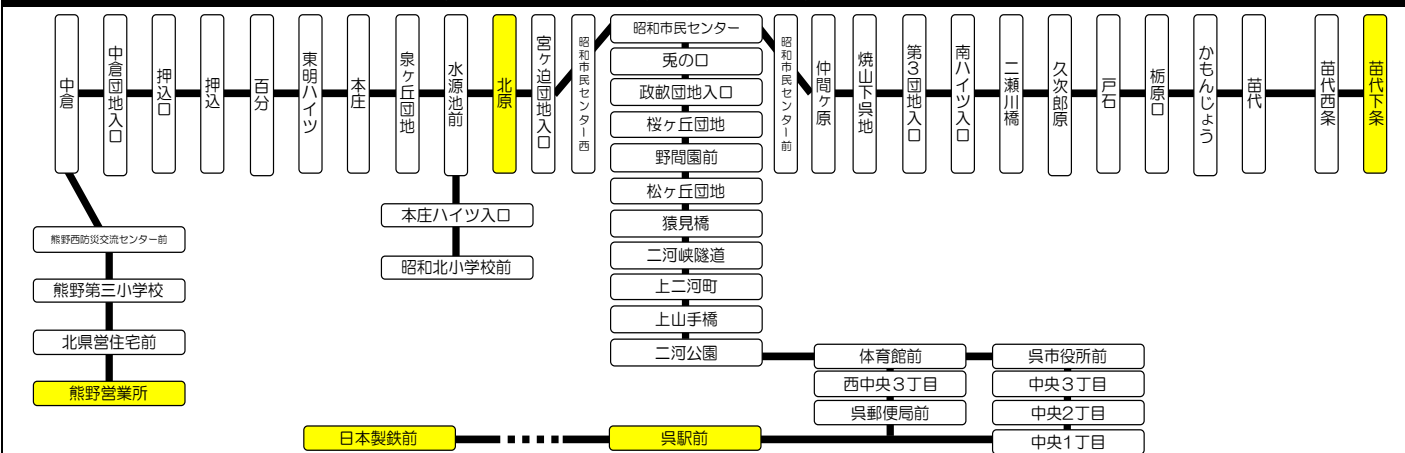 中倉
中倉団地入口
押込口
押込
百分
東明ハイツ
本庄
泉ヶ丘団地
水源池前
北原
宮ヶ迫団地入口
昭和市民センター西
昭和市民センター
兎の口
政畝団地入口
桜ヶ丘団地
野間園前
松ヶ丘団地
猿見橋
二河峡隧道
上二河町
上山手橋
二河公園
昭和市民センター前
仲間ヶ原
焼山下呉地
第3団地入口
南ハイツ入口
二瀬川橋
久次郎原
戸石
栃原口
かもんじょう
苗代
苗代西条
苗代下条
熊野西防災交流センター前
熊野第三小学校
北県営住宅前
熊野営業所
本庄ハイツ入口
昭和北小学校前
体育館前
西中央3丁目
呉郵便局前
呉市役所前
中央3丁目
中央2丁目
中央1丁目
日本製鉄前
呉駅前